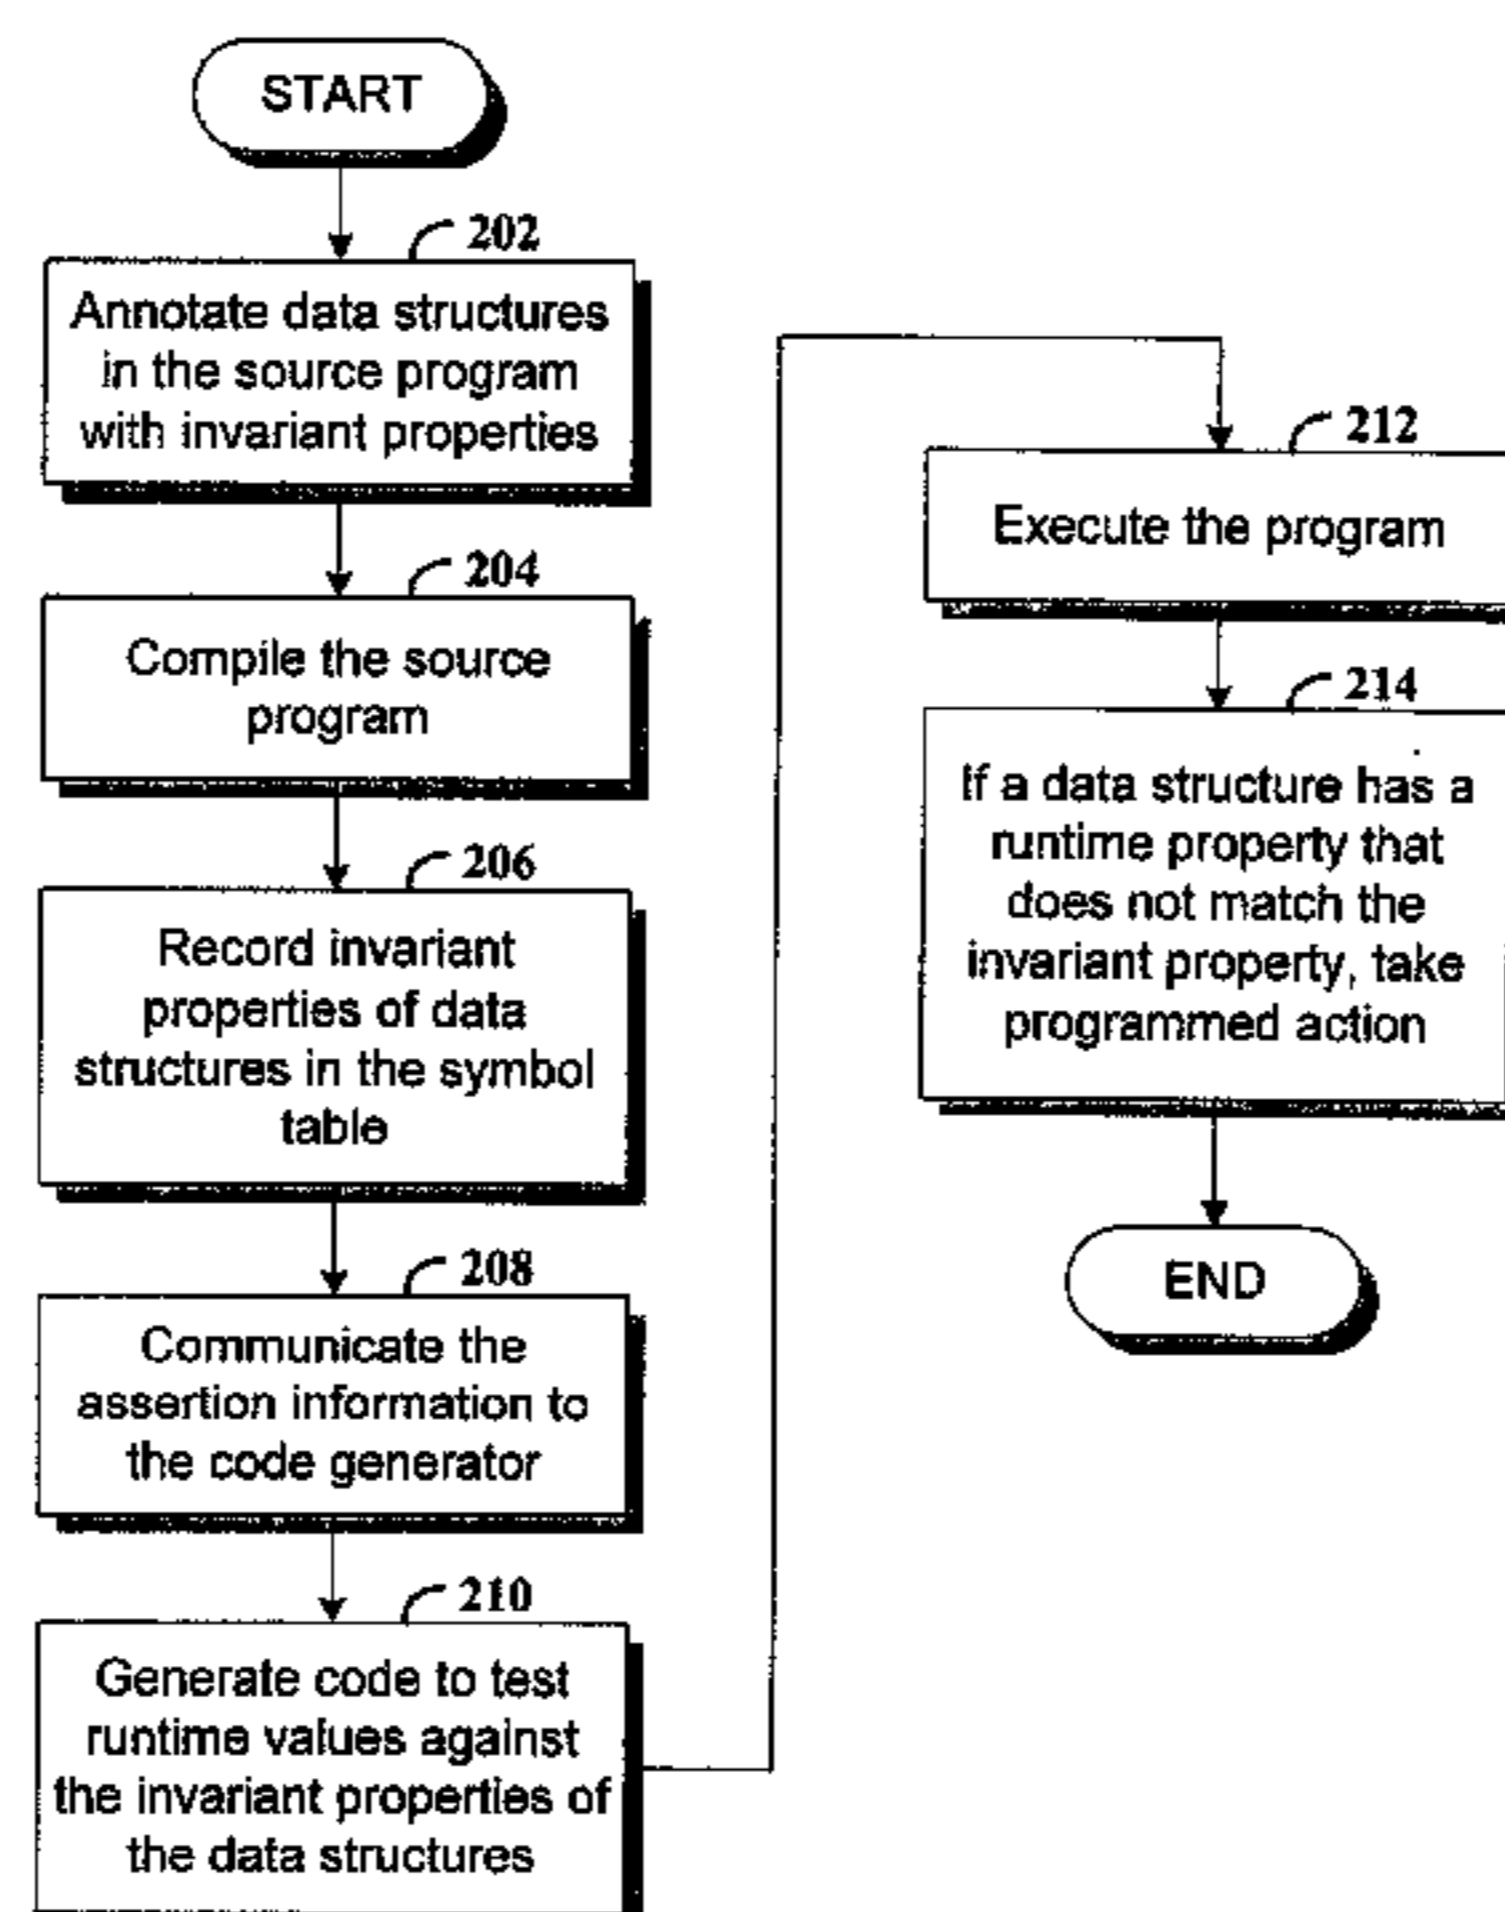 START
202
Annotate data structures
in the source program
with invariant properties
204
Compile the source
program
206
Record invariant
properties of data
structures in the symbol
table
208
Communicate the
assertion information to
the code generator
210
Generate code to test
runtime values against
the invariant properties of
the data structures
212
Execute the program
214
If a data structure has a
runtime property that
does not match the
invariant property, take
programmed action
END